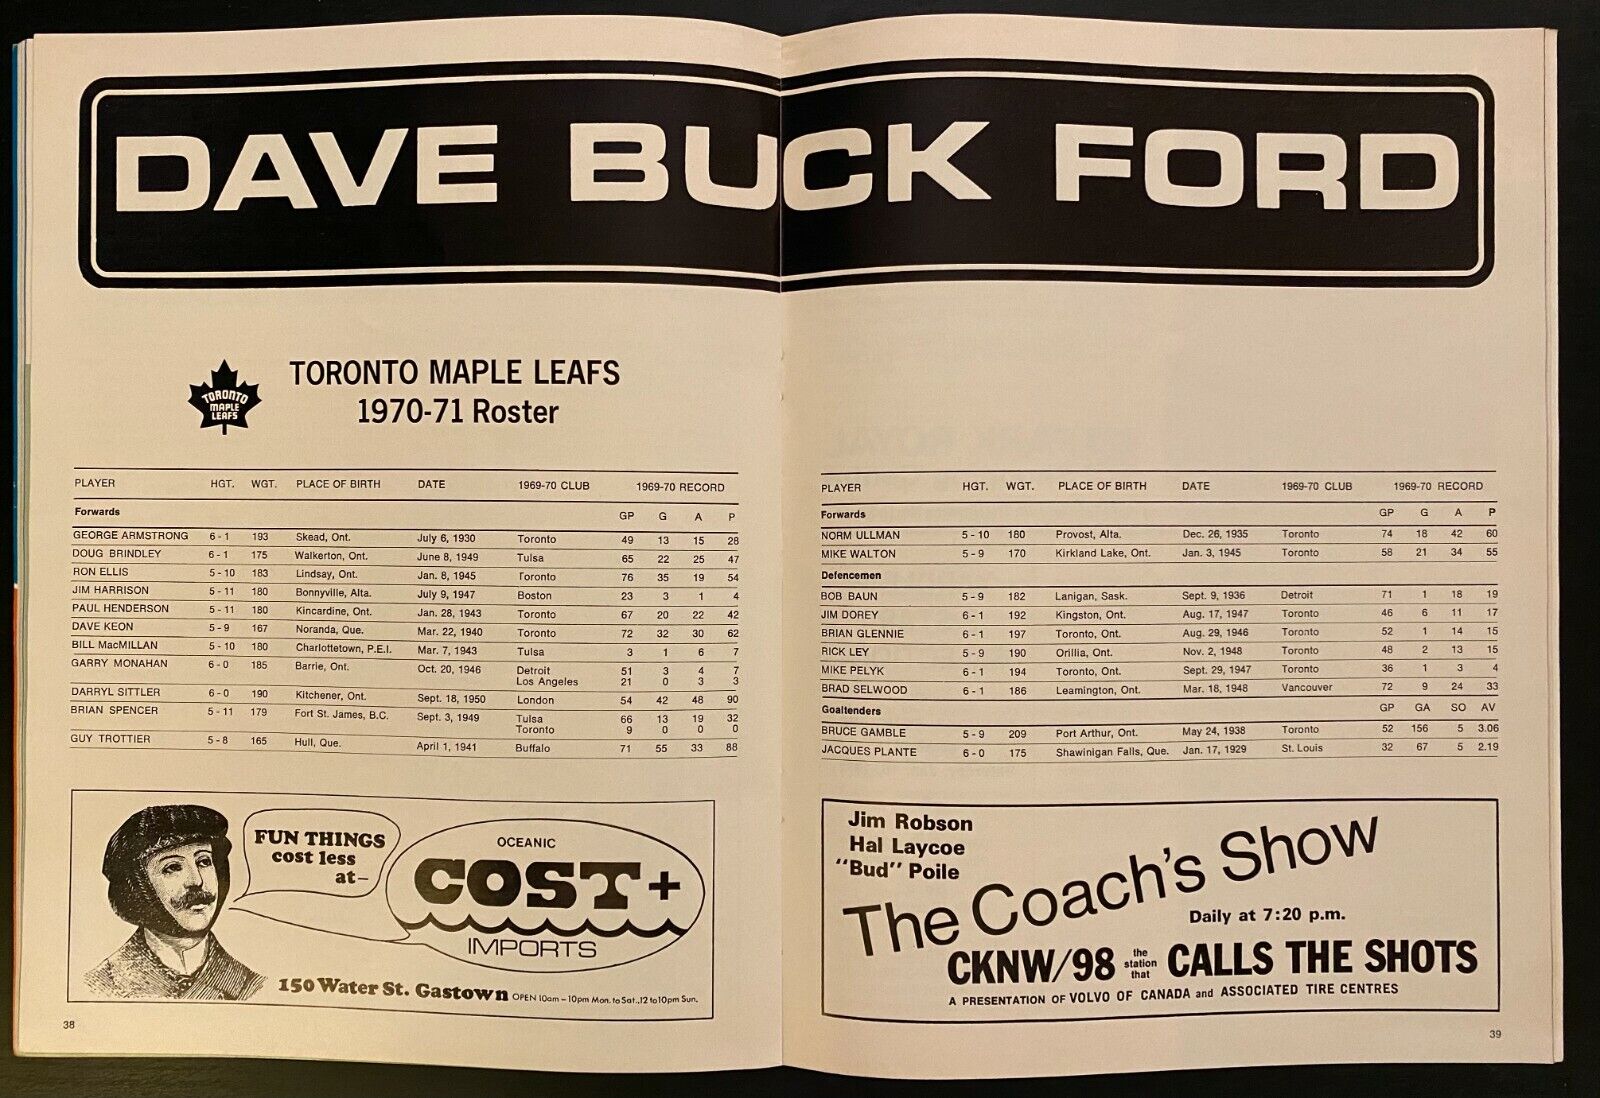 DAVE BUCK FORD
TORONTO
MAPLE
LEAFS
TORONTO MAPLE LEAFS
1970-71 Roster
PLAYER HGT. WGT. PLACE OF BIRTH DATE 1969-70 CLUB 1969-70 RECORD
Forwards GP G A P
GEORGE ARMSTRONG 6-1 193 Skead, Ont. July 6, 1930 Toronto 49 13 15 28
DOUG BRINDLEY 6-1 175 Walkerton, Ont. June 8, 1949 Tulsa 65 22 25 47
RON ELLIS 5-10 183 Lindsay, Ont. Jan. 8, 1945 Toronto 76 35 19 54
JIM HARRISON 5-11 180 Bonnyville, Alta. July 9, 1947 Boston 23 3 1 4
PAUL HENDERSON 5-11 180 Kincardine, Ont. Jan. 28, 1943 Toronto 67 20 22 42
DAVE KEON 5-9 167 Noranda, Que. Mar. 22, 1940 Toronto 72 32 30 62
BILL MacMILLAN 5-10 180 Charlottetown, P.E.I. Mar. 7, 1943 Tulsa 3 1 6 7
GARRY MONAHAN 6-0 185 Barrie, Ont. Oct. 20, 1946 Detroit 51 3 4 7
Los Angeles 21 0 3 3
DARRYL SITTLER 6-0 190 Kitchener, Ont. Sept. 18, 1950 London 54 42 48 90
BRIAN SPENCER 5-11 179 Fort St. James, B.C. Sept. 3, 1949 Tulsa 66 13 19 32
Toronto 9 0 0 0
GUY TROTTIER 5-8 165 Hull, Que. April 1, 1941 Buffalo 71 55 33 88
FUN THINGS
cost less
at—
OCEANIC
COST+
IMPORTS
150 Water St. Gastown OPEN 10am-10pm Mon. to Sat.,12 to 10pm Sun.
38
PLAYER HGT. WGT. PLACE OF BIRTH DATE 1969-70 CLUB 1969-70 RECORD
Forwards GP G A P
NORM ULLMAN 5-10 180 Provost, Alta. Dec. 26, 1935 Toronto 74 18 42 60
MIKE WALTON 5-9 170 Kirkland Lake, Ont. Jan. 3, 1945 Toronto 58 21 34 55
Defencemen
BOB BAUN 5-9 182 Lanigan, Sask. Sept. 9, 1936 Detroit 71 1 18 19
JIM DOREY 6-1 192 Kingston, Ont. Aug. 17, 1947 Toronto 46 6 11 17
BRIAN GLENNIE 6-1 197 Toronto, Ont. Aug. 29, 1946 Toronto 52 1 14 15
RICK LEY 5-9 190 Orillia, Ont. Nov. 2, 1948 Toronto 48 2 13 15
MIKE PELYK 6-1 194 Toronto, Ont. Sept. 29, 1947 Toronto 36 1 3 4
BRAD SELWOOD 6-1 186 Leamington, Ont. Mar. 18, 1948 Vancouver 72 9 24 33
Goaltenders GP GA SO AV
BRUCE GAMBLE 5-9 209 Port Arthur, Ont. May 24, 1938 Toronto 52 156 5 3.06
JACQUES PLANTE 6-0 175 Shawinigan Falls, Que. Jan. 17, 1929 St. Louis 32 67 5 2.19
Jim Robson
Hal Laycoe
"Bud" Poile
The Coach's Show
Daily at 7:20 p.m.
CKNW/98 the station that CALLS THE SHOTS
A PRESENTATION OF VOLVO OF CANADA and ASSOCIATED TIRE CENTRES
39